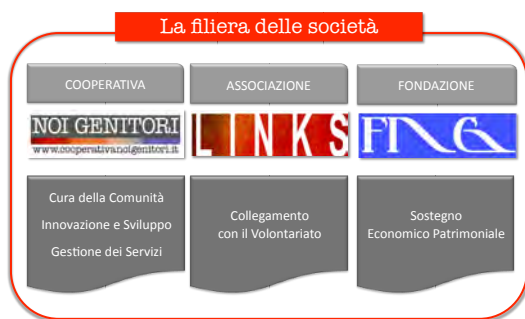 La filiera delle società
COOPERATIVA
ASSOCIAZIONE
FONDAZIONE
NOI GENITORI
www.cooperativanoigenitori.it
LINKS
FING
Cura della Comunità
Innovazione e Sviluppo
Gestione dei Servizi
Collegamento
con il Volontariato
Sostegno
Economico Patrimoniale